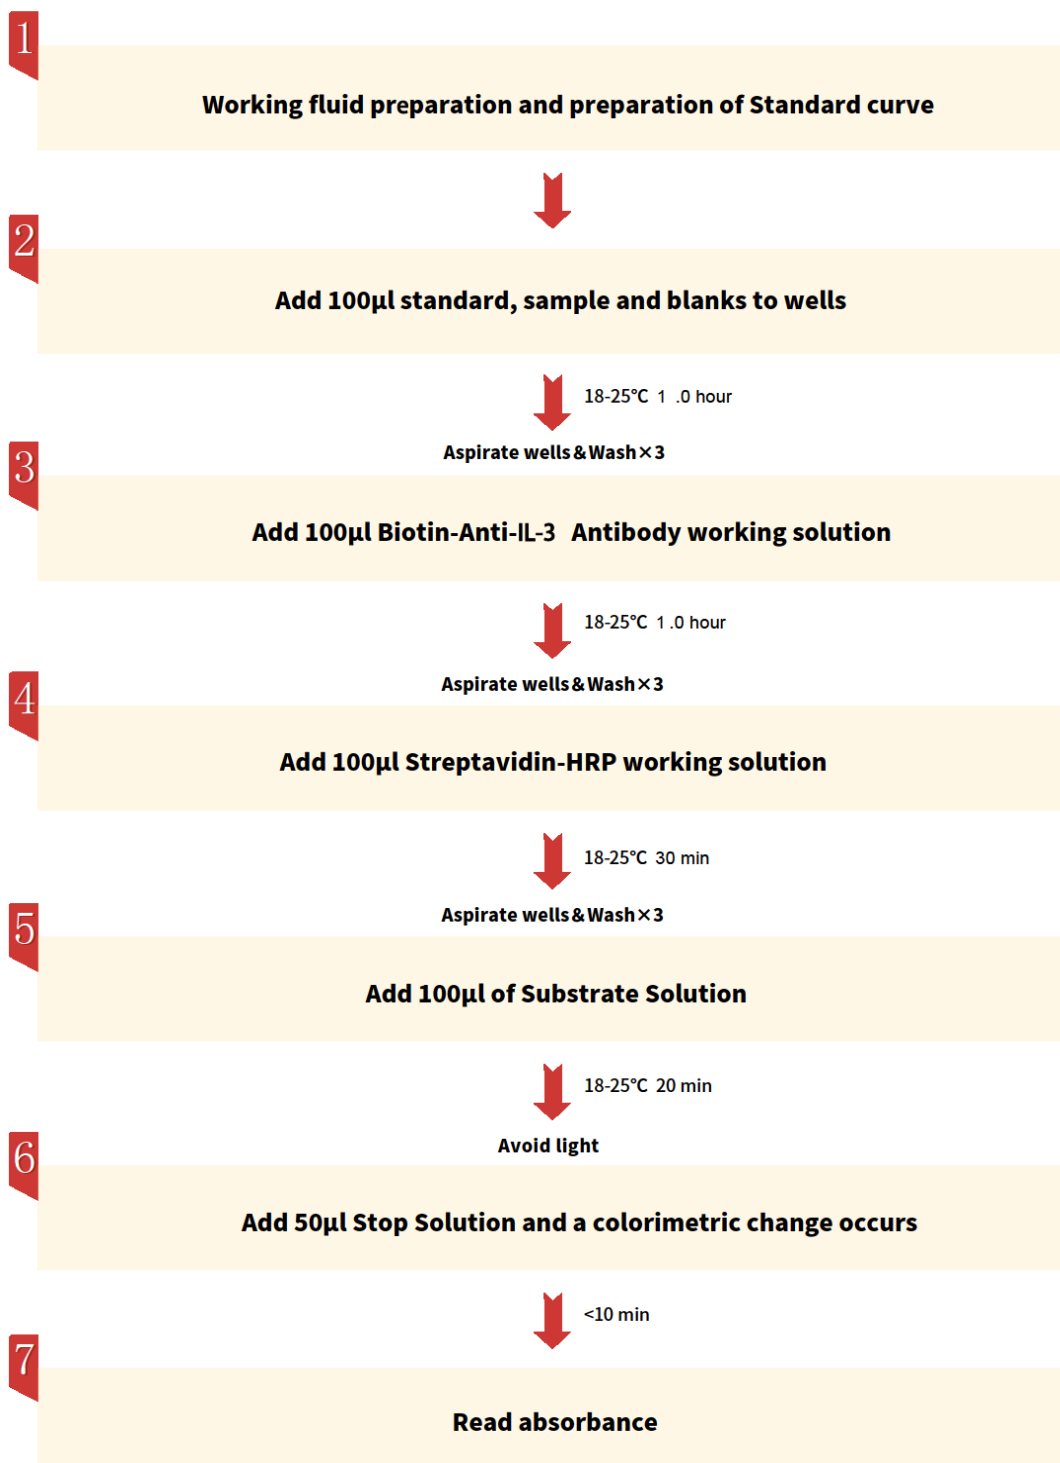 1
Working fluid preparation and preparation of Standard curve
2
Add 100μl standard, sample and blanks to wells
18-25℃ 1 .0 hour
Aspirate wells&Wash×3
3
Add 100μl Biotin-Anti-IL-3 Antibody working solution
18-25℃ 1 .0 hour
Aspirate wells&Wash×3
4
Add 100μl Streptavidin-HRP working solution
18-25℃ 30 min
Aspirate wells&Wash×3
5
Add 100μl of Substrate Solution
18-25℃ 20 min
Avoid light
6
Add 50μl Stop Solution and a colorimetric change occurs
<10 min
7
Read absorbance